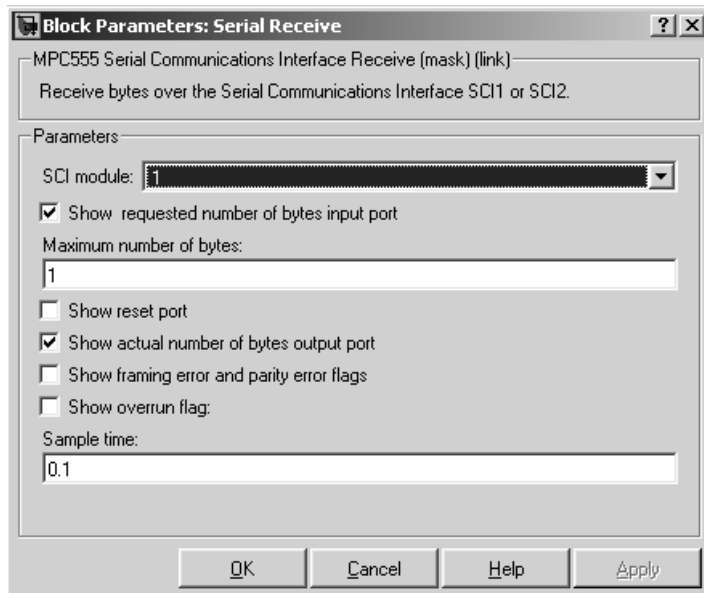 Block Parameters: Serial Receive
MPC555 Serial Communications Interface Receive (mask) (link)
Receive bytes over the Serial Communications Interface SCI1 or SCI2.
Parameters
SCI module: 1
Show requested number of bytes input port
Maximum number of bytes:
1
Show reset port
Show actual number of bytes output port
Show framing error and parity error flags
Show overrun flag:
Sample time:
0.1
OK Cancel Help Apply